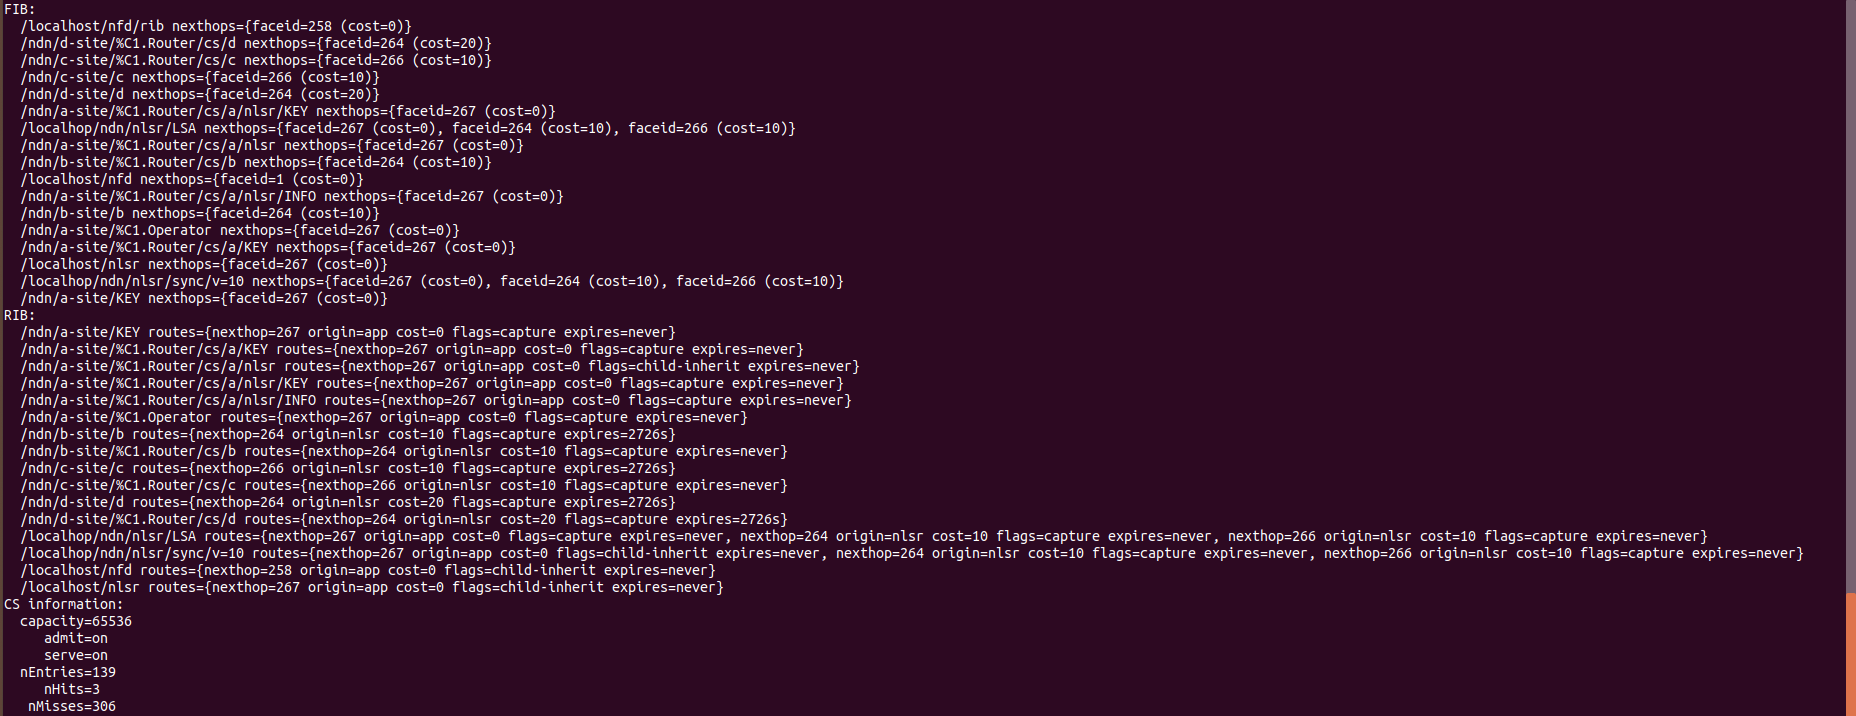 FIB:
/localhost/nfd/rib nexthops={faceid=258 (cost=0)}
/ndn/d-site/%C1.Router/cs/d nexthops={faceid=264 (cost=20)}
/ndn/c-site/%C1.Router/cs/c nexthops={faceid=266 (cost=10)}
/ndn/c-site/c nexthops={faceid=266 (cost=10)}
/ndn/d-site/d nexthops={faceid=264 (cost=20)}
/ndn/a-site/%C1.Router/cs/a/nlsr/KEY nexthops={faceid=267 (cost=0)}
/localhop/ndn/nlsr/LSA nexthops={faceid=267 (cost=0), faceid=264 (cost=10), faceid=266 (cost=10)}
/ndn/a-site/%C1.Router/cs/a/nlsr nexthops={faceid=267 (cost=0)}
/ndn/b-site/%C1.Router/cs/b nexthops={faceid=264 (cost=10)}
/localhost/nfd nexthops={faceid=1 (cost=0)}
/ndn/a-site/%C1.Router/cs/a/nlsr/INFO nexthops={faceid=267 (cost=0)}
/ndn/b-site/b nexthops={faceid=264 (cost=10)}
/ndn/a-site/%C1.Operator nexthops={faceid=267 (cost=0)}
/ndn/a-site/%C1.Router/cs/a/KEY nexthops={faceid=267 (cost=0)}
/localhost/nlsr nexthops={faceid=267 (cost=0)}
/localhop/ndn/nlsr/sync/v=10 nexthops={faceid=267 (cost=0), faceid=264 (cost=10), faceid=266 (cost=10)}
/ndn/a-site/KEY nexthops={faceid=267 (cost=0)}
RIB:
/ndn/a-site/KEY routes={nexthop=267 origin=app cost=0 flags=capture expires=never}
/ndn/a-site/%C1.Router/cs/a/KEY routes={nexthop=267 origin=app cost=0 flags=capture expires=never}
/ndn/a-site/%C1.Router/cs/a/nlsr routes={nexthop=267 origin=app cost=0 flags=child-inherit expires=never}
/ndn/a-site/%C1.Router/cs/a/nlsr/KEY routes={nexthop=267 origin=app cost=0 flags=capture expires=never}
/ndn/a-site/%C1.Router/cs/a/nlsr/INFO routes={nexthop=267 origin=app cost=0 flags=capture expires=never}
/ndn/a-site/%C1.Operator routes={nexthop=267 origin=app cost=0 flags=capture expires=never}
/ndn/b-site/b routes={nexthop=264 origin=nlsr cost=10 flags=capture expires=2726s}
/ndn/b-site/%C1.Router/cs/b routes={nexthop=264 origin=nlsr cost=10 flags=capture expires=never}
/ndn/c-site/c routes={nexthop=266 origin=nlsr cost=10 flags=capture expires=2726s}
/ndn/c-site/%C1.Router/cs/c routes={nexthop=266 origin=nlsr cost=10 flags=capture expires=never}
/ndn/d-site/d routes={nexthop=264 origin=nlsr cost=20 flags=capture expires=2726s}
/ndn/d-site/%C1.Router/cs/d routes={nexthop=264 origin=nlsr cost=20 flags=capture expires=2726s}
/localhop/ndn/nlsr/LSA routes={nexthop=267 origin=app cost=0 flags=capture expires=never, nexthop=264 origin=nlsr cost=10 flags=capture expires=never, nexthop=266 origin=nlsr cost=10 flags=capture expires=never}
/localhop/ndn/nlsr/sync/v=10 routes={nexthop=267 origin=app cost=0 flags=child-inherit expires=never, nexthop=264 origin=nlsr cost=10 flags=capture expires=never, nexthop=266 origin=nlsr cost=10 flags=capture expires=never}
/localhost/nfd routes={nexthop=258 origin=app cost=0 flags=child-inherit expires=never}
/localhost/nlsr routes={nexthop=267 origin=app cost=0 flags=child-inherit expires=never}
CS information:
capacity=65536
admit=on
serve=on
nEntries=139
nHits=3
nMisses=306